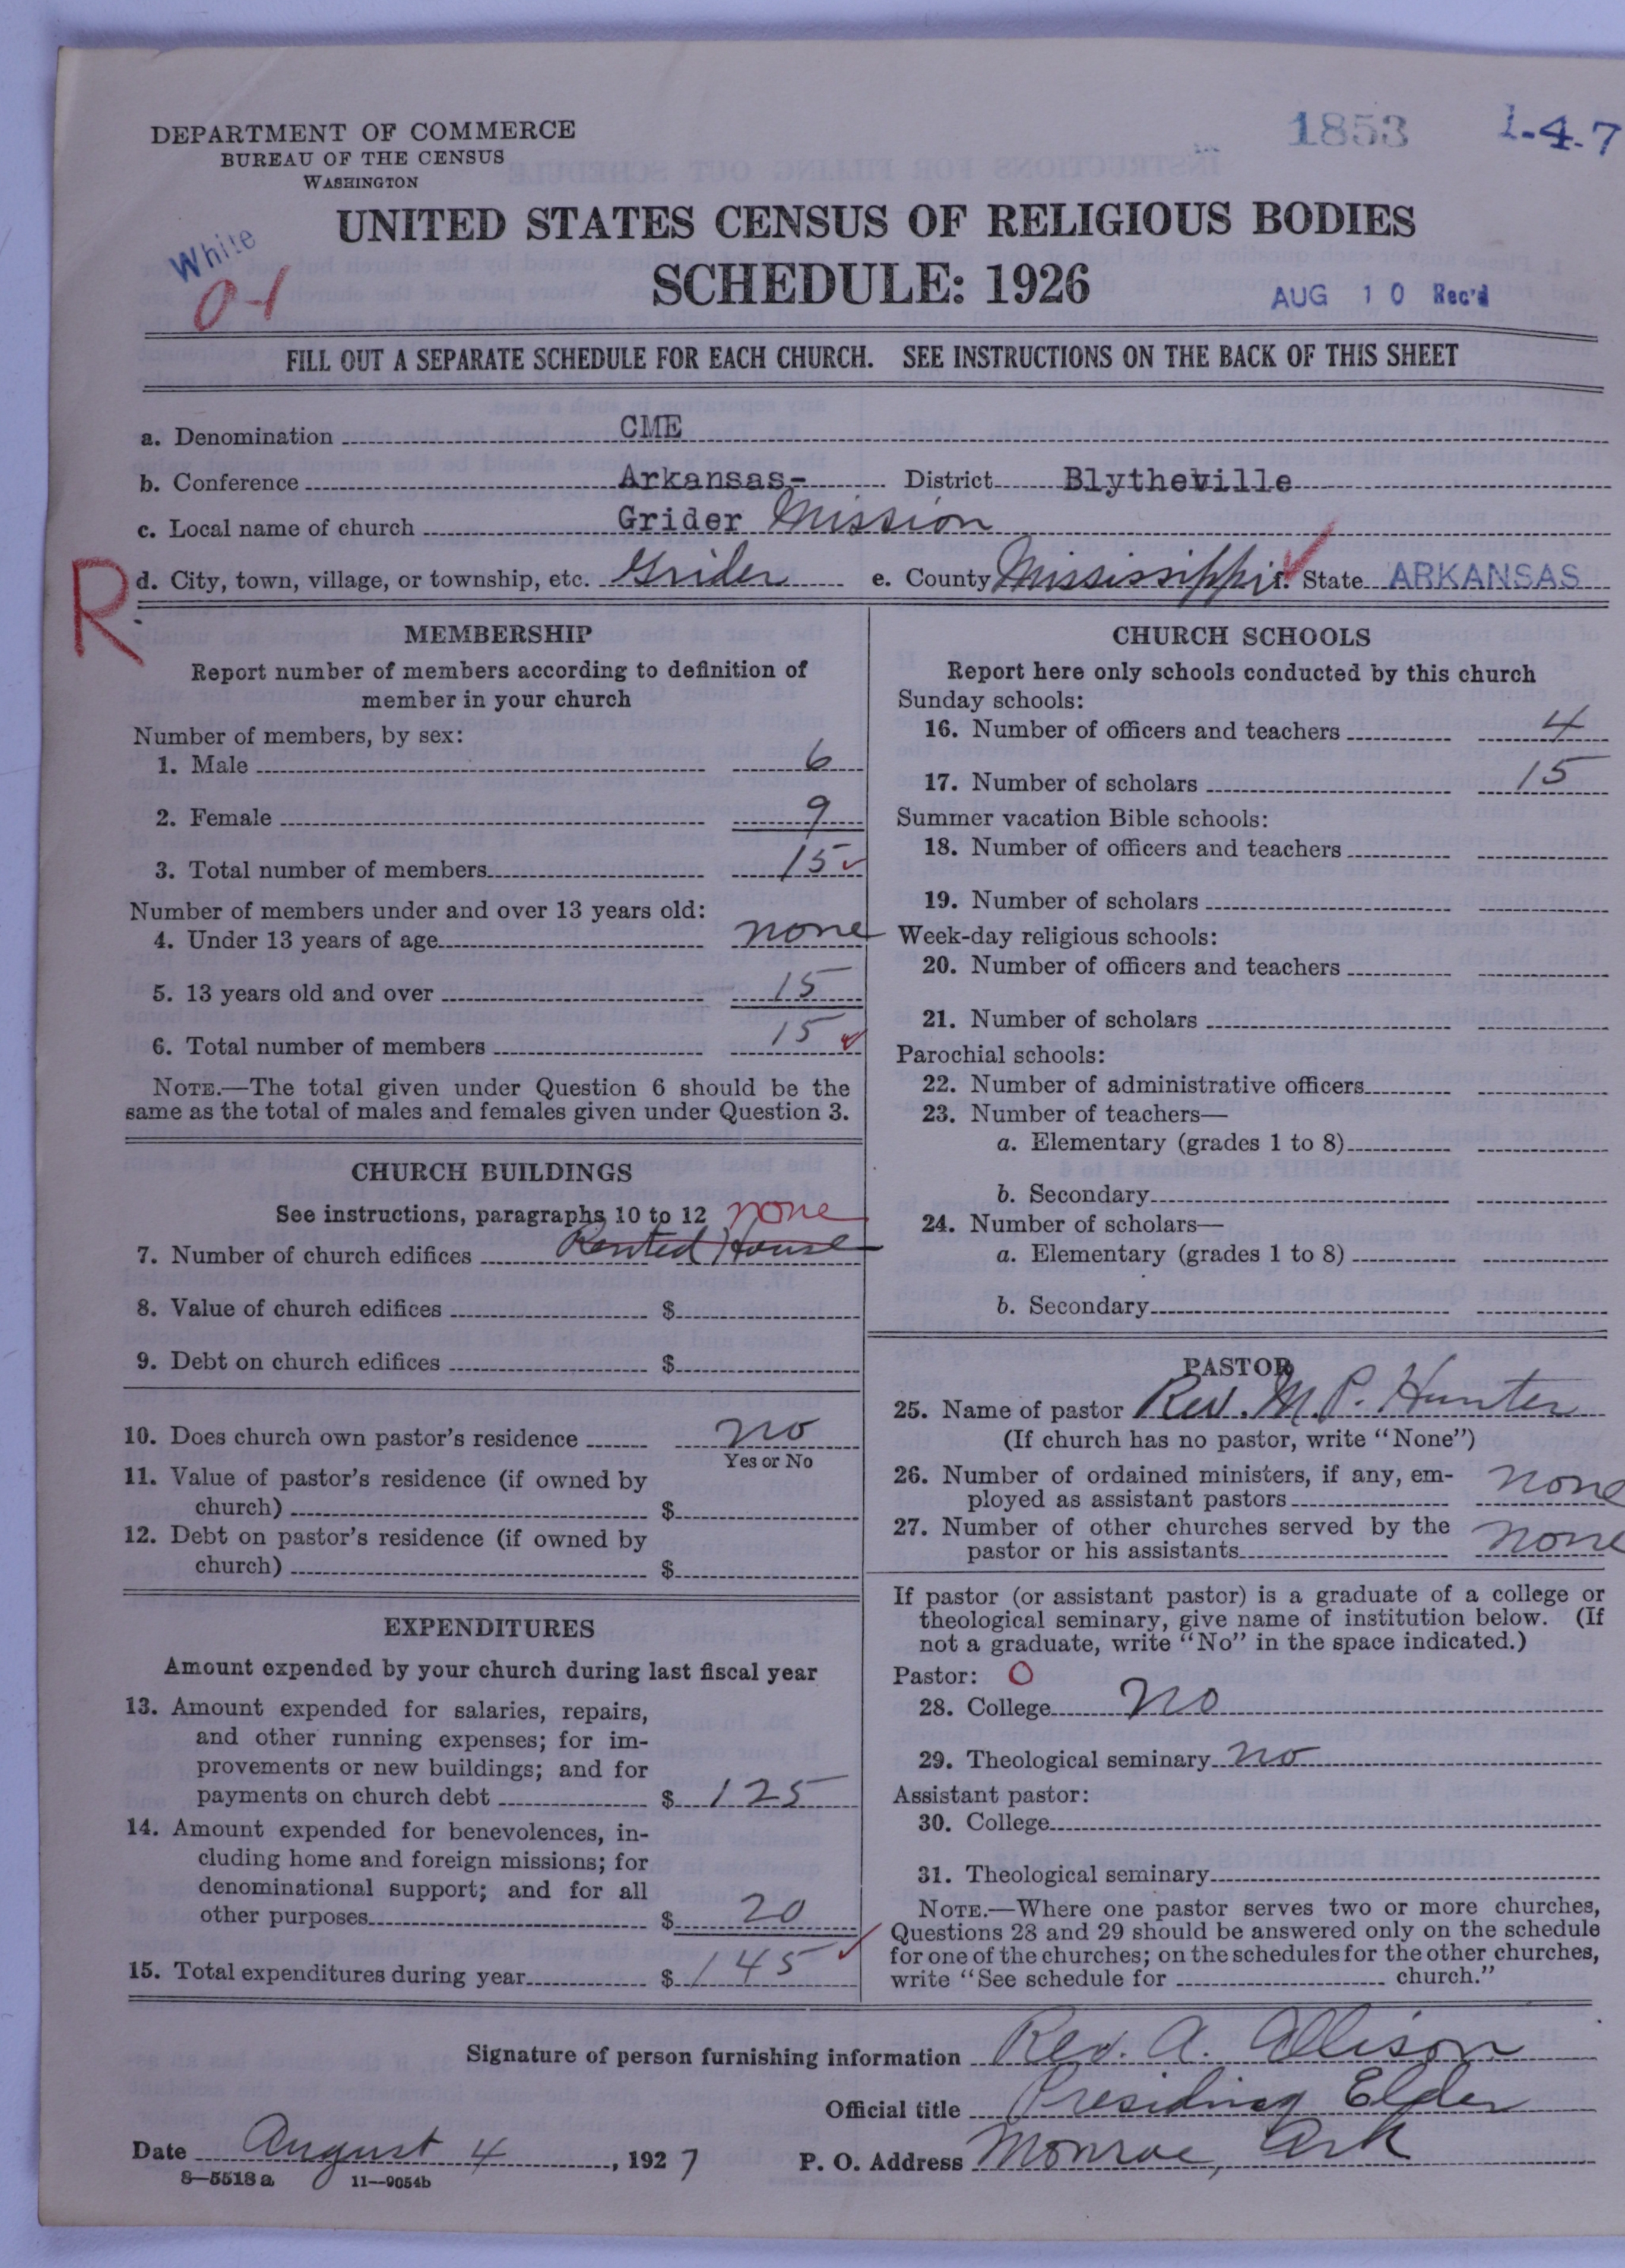 DEPARTMENT OF COMMERCE
BUREAU OF THE CENSUS
WASHINGTON
1853
1-4-7
White
0-1
UNITED STATES CENSUS OF RELIGIOUS BODIES
SCHEDULE: 1926
AUG 10 Rec'd
FILL OUT A SEPARATE SCHEDULE FOR EACH CHURCH. SEE INSTRUCTIONS ON THE BACK OF THIS SHEET
a. Denomination CME
b. Conference Arkansas- District Blytheville
c. Local name of church Grider Mission
R
d. City, town, village, or township, etc. Grider e. County Mississippi f. State ARKANSAS
MEMBERSHIP
Report number of members according to definition of
member in your church
Number of members, by sex:
1. Male 6
2. Female 9
3. Total number of members 15
Number of members under and over 13 years old:
4. Under 13 years of age none
5. 13 years old and over 15
6. Total number of members 15
NOTE.—The total given under Question 6 should be the
same as the total of males and females given under Question 3.
CHURCH BUILDINGS
See instructions, paragraphs 10 to 12 none
7. Number of church edifices Rented House
8. Value of church edifices $
9. Debt on church edifices $
10. Does church own pastor's residence no
Yes or No
11. Value of pastor's residence (if owned by
church) $
12. Debt on pastor's residence (if owned by
church) $
EXPENDITURES
Amount expended by your church during last fiscal year
13. Amount expended for salaries, repairs,
and other running expenses; for im-
provements or new buildings; and for
payments on church debt $ 125
14. Amount expended for benevolences, in-
cluding home and foreign missions; for
denominational support; and for all
other purposes $ 20
15. Total expenditures during year $ 145
CHURCH SCHOOLS
Report here only schools conducted by this church
Sunday schools:
16. Number of officers and teachers 4
17. Number of scholars 15
Summer vacation Bible schools:
18. Number of officers and teachers
19. Number of scholars
Week-day religious schools:
20. Number of officers and teachers
21. Number of scholars
Parochial schools:
22. Number of administrative officers
23. Number of teachers—
a. Elementary (grades 1 to 8)
b. Secondary
24. Number of scholars—
a. Elementary (grades 1 to 8)
b. Secondary
PASTOR
25. Name of pastor Rev. M. P. Hunter
(If church has no pastor, write "None")
26. Number of ordained ministers, if any, em-
ployed as assistant pastors none
27. Number of other churches served by the
pastor or his assistants none
If pastor (or assistant pastor) is a graduate of a college or
theological seminary, give name of institution below. (If
not a graduate, write "No" in the space indicated.)
Pastor: O
28. College no
29. Theological seminary no
Assistant pastor:
30. College
31. Theological seminary
NOTE.—Where one pastor serves two or more churches,
Questions 28 and 29 should be answered only on the schedule
for one of the churches; on the schedules for the other churches,
write "See schedule for church."
Signature of person furnishing information Rev. A. Allison
Official title Presiding Elder
Date August 4, 1927 P. O. Address Monroe, Ark
8—5518a 11—9054b